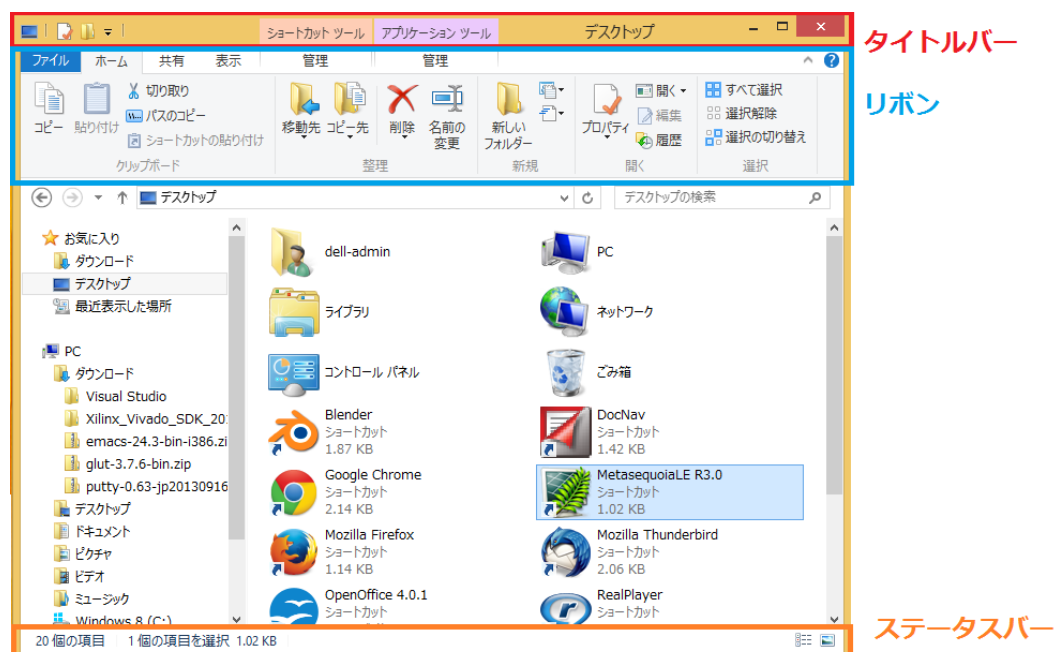 ショートカット ツール アプリケーション ツール デスクトップ
タイトルバー
ファイル ホーム 共有 表示 管理 管理
リボン
コピー 貼り付け 切り取り
パスのコピー
ショートカットの貼り付け
クリップボード
移動先 コピー先 削除 名前の変更
整理
新しいフォルダー
新規
プロパティ 開く
編集
履歴
開く
すべて選択
選択解除
選択の切り替え
選択
デスクトップ デスクトップの検索
お気に入り
ダウンロード
デスクトップ
最近表示した場所
PC
ダウンロード
Visual Studio
Xilinx_Vivado_SDK_20
emacs-24.3-bin-i386.zi
glut-3.7.6-bin.zip
putty-0.63-jp20130916
デスクトップ
ドキュメント
ピクチャ
ビデオ
ミュージック
Windows 8 (C:)
dell-admin
PC
ライブラリ
ネットワーク
コントロール パネル
ごみ箱
Blender
ショートカット
1.87 KB
DocNav
ショートカット
1.42 KB
Google Chrome
ショートカット
2.14 KB
MetasequoiaLE R3.0
ショートカット
1.02 KB
Mozilla Firefox
ショートカット
1.14 KB
Mozilla Thunderbird
ショートカット
2.06 KB
OpenOffice 4.0.1
ショートカット
RealPlayer
ショートカット
20 個の項目 1 個の項目を選択 1.02 KB
ステータスバー